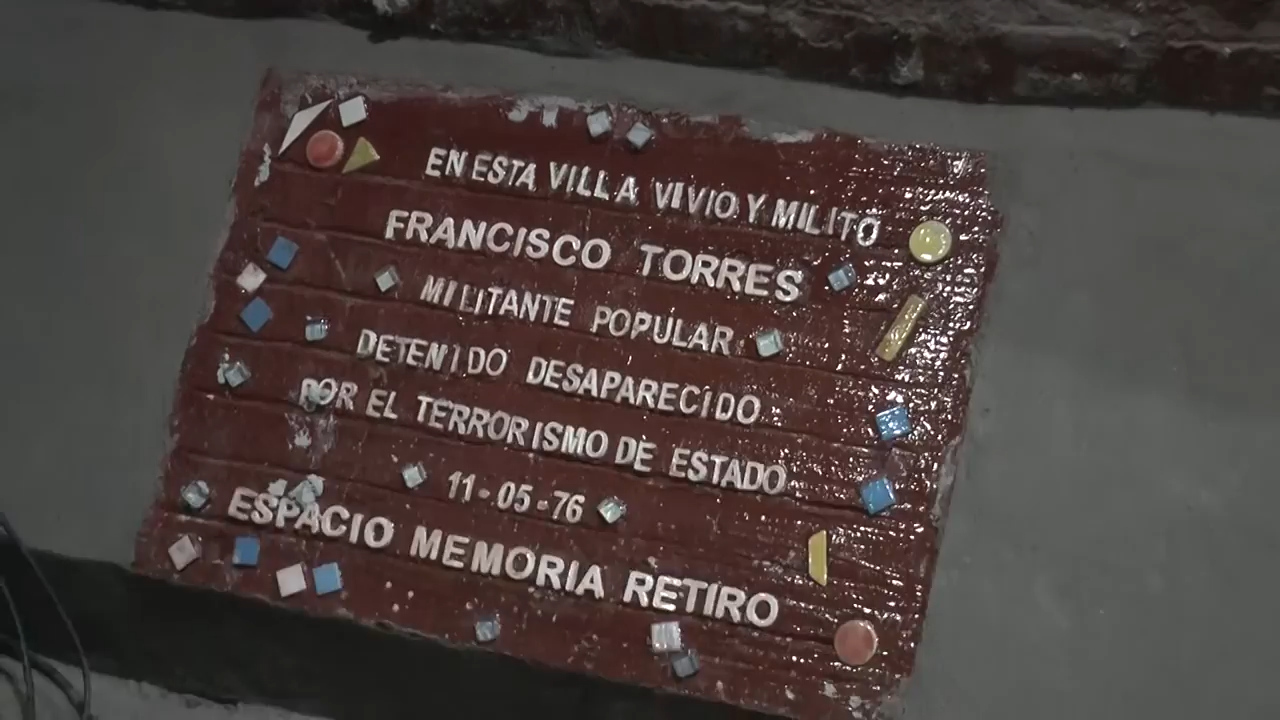 EN ESTA VILLA VIVIO Y MILITO
FRANCISCO TORRES
MILITANTE POPULAR
DETENIDO DESAPARECIDO
POR EL TERRORISMO DE ESTADO
11-05-76
ESPACIO MEMORIA RETIRO